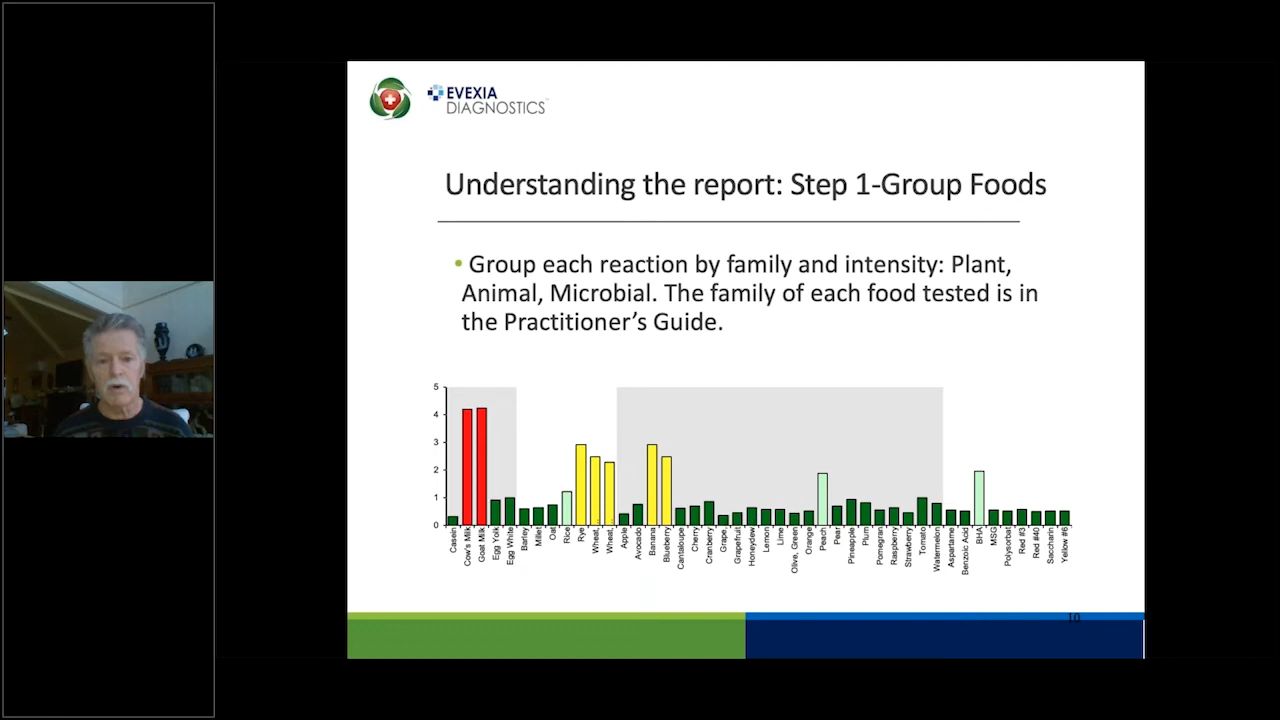 EVEXIA
DIAGNOSTICS
Understanding the report: Step 1-Group Foods
• Group each reaction by family and intensity: Plant,
Animal, Microbial. The family of each food tested is in
the Practitioner’s Guide.
5
4
3
2
1
0
Casein
Cow's Milk
Goat Milk
Egg Yolk
Egg White
Barley
Millet
Oat
Rice
Rye
Wheat,...
Wheat,...
Apple
Avocado
Banana
Blueberry
Cantaloupe
Cherry
Cranberry
Grape
Grapefruit
Honeydew
Lemon
Lime
Olive, Green
Orange
Peach
Pear
Pineapple
Plum
Pomegran
Raspberry
Strawberry
Tomato
Watermelon
Aspartame
Benzoic Acid
BHA
MSG
Polysorbat
Red #3
Red #40
Saccharin
Yellow #6
10